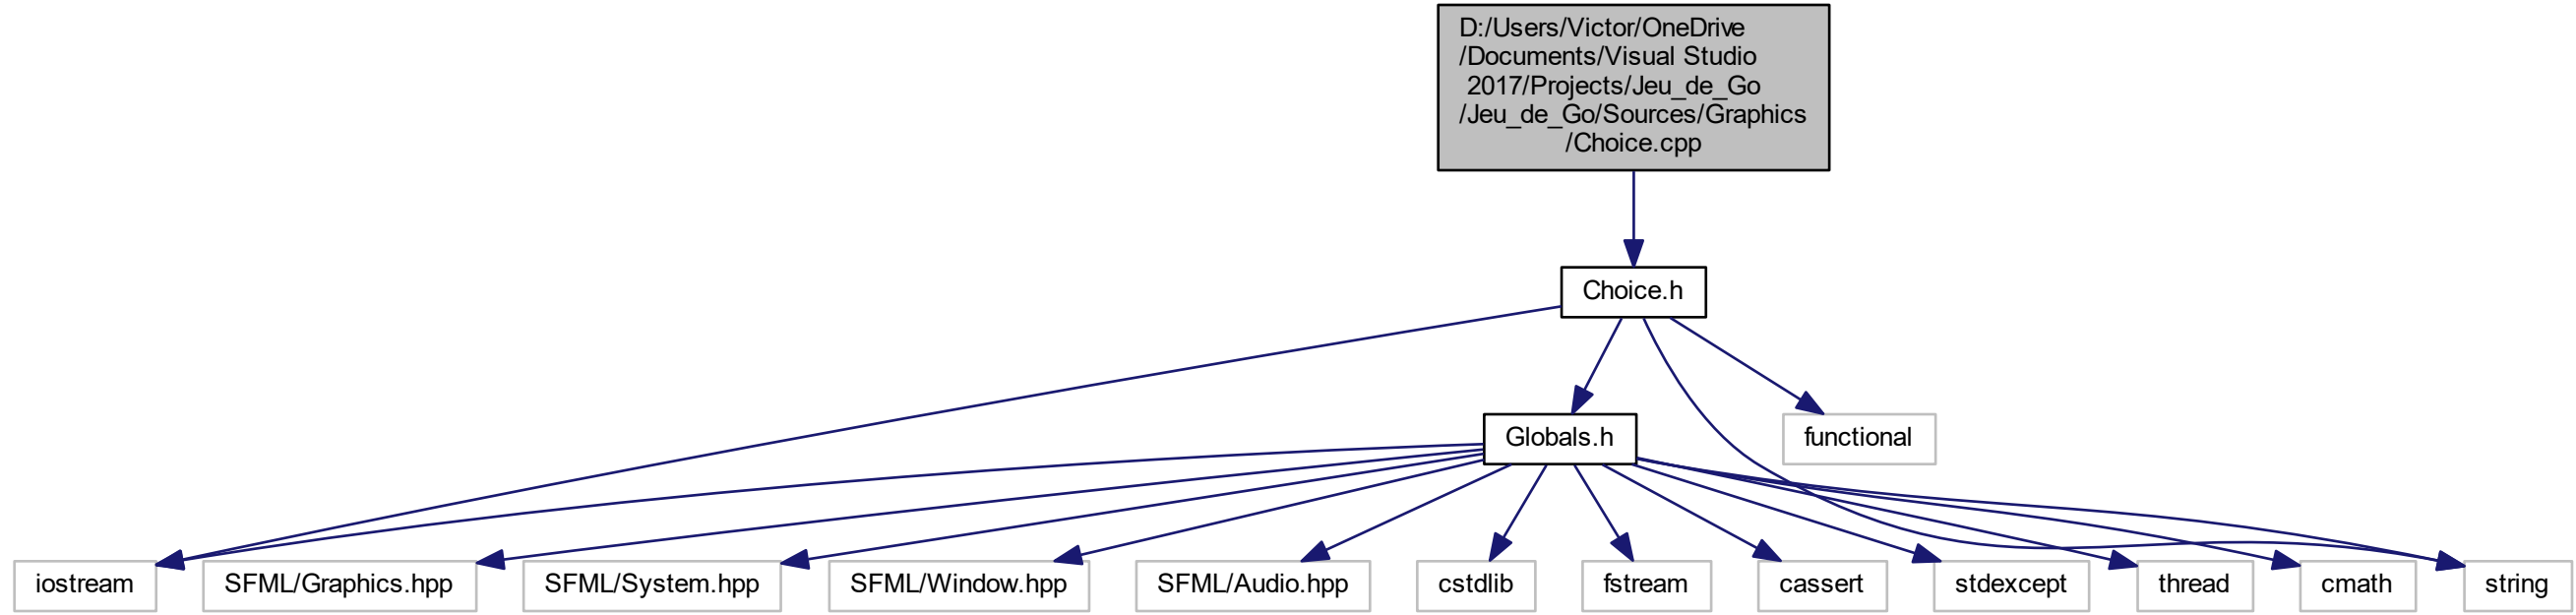 D:/Users/Victor/OneDrive
/Documents/Visual Studio
2017/Projects/Jeu_de_Go
/Jeu_de_Go/Sources/Graphics
/Choice.cpp
Choice.h
Globals.h
functional
iostream
SFML/Graphics.hpp
SFML/System.hpp
SFML/Window.hpp
SFML/Audio.hpp
cstdlib
fstream
cassert
stdexcept
thread
cmath
string